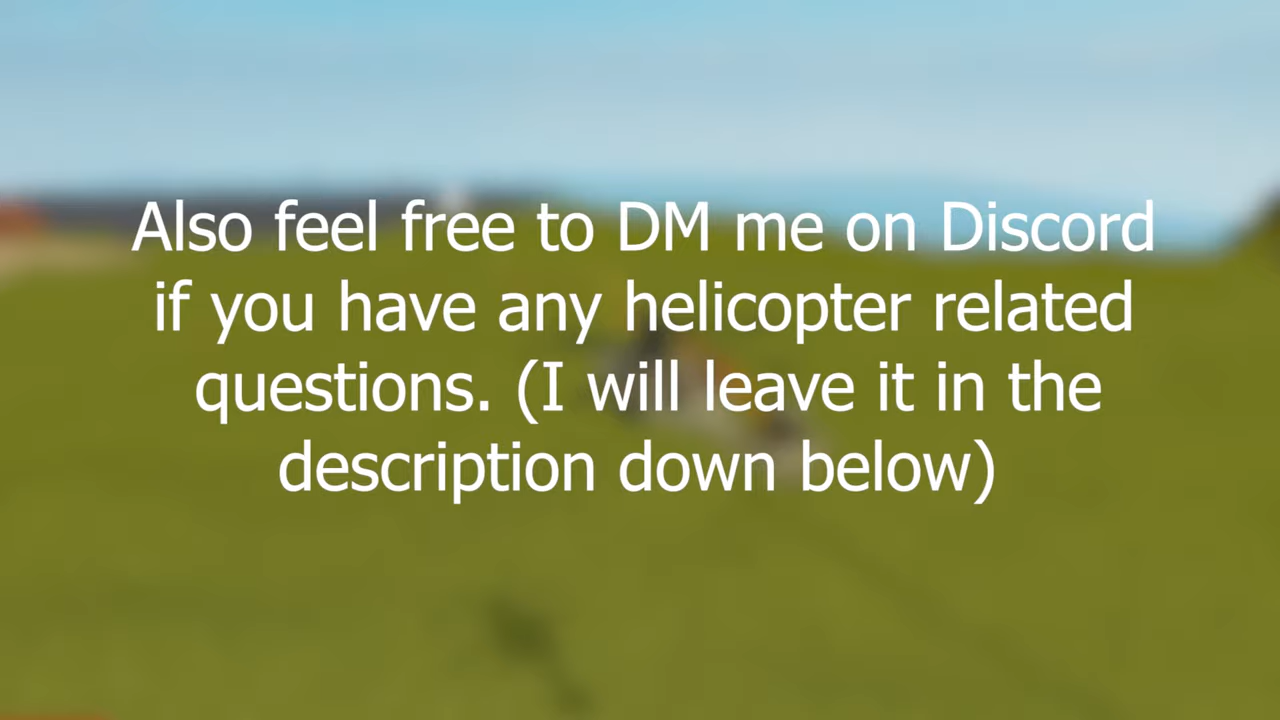 Also feel free to DM me on Discord
if you have any helicopter related
questions. (I will leave it in the
description down below)